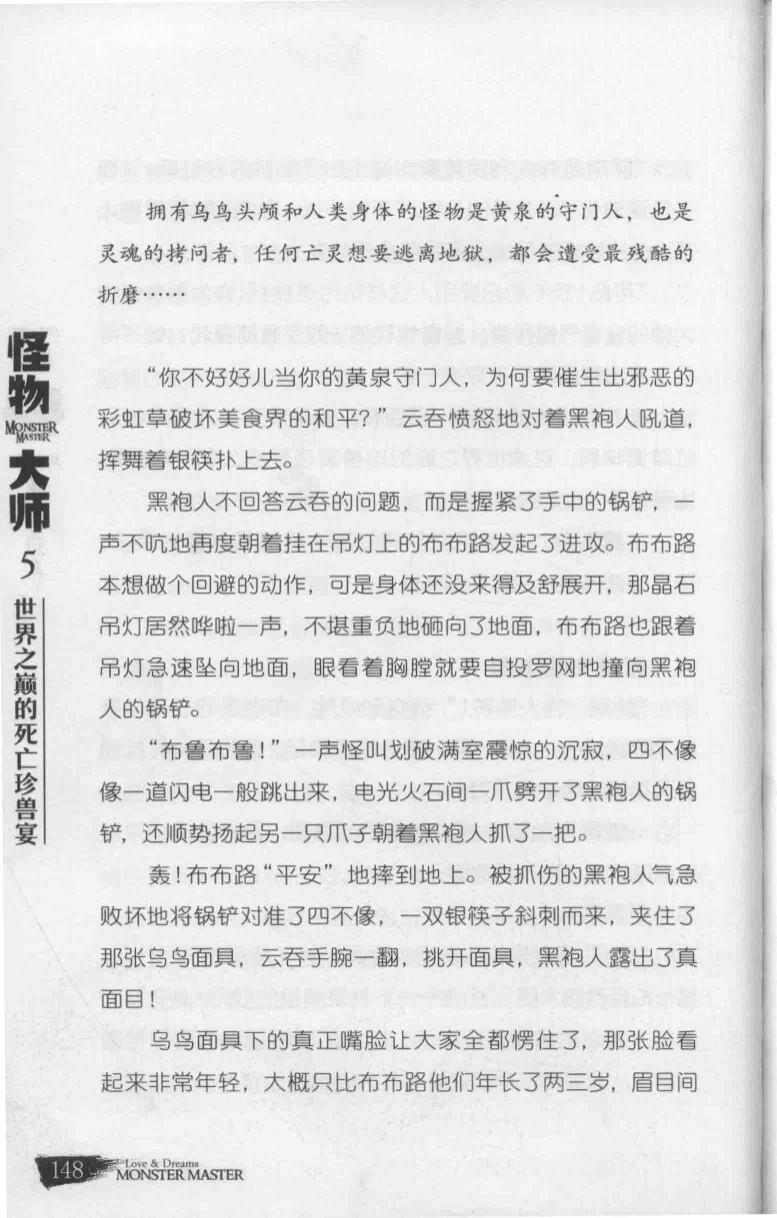 拥有乌鸟头颅和人类身体的怪物是黄泉的守门人，也是
灵魂的拷问者，任何亡灵想要逃离地狱，都会遭受最残酷的
折磨……
“你不好好儿当你的黄泉守门人，为何要催生出邪恶的
彩虹草破坏美食界的和平？”云吞愤怒地对着黑袍人吼道，
挥舞着银筷扑上去。
黑袍人不回答云吞的问题，而是握紧了手中的锅铲，一
声不吭地再度朝着挂在吊灯上的布布路发起了进攻。布布路
本想做个回避的动作，可是身体还没来得及舒展开，那晶石
吊灯居然哗啦一声，不堪重负地砸向了地面，布布路也跟着
吊灯急速坠向地面，眼看着胸膛就要自投罗网地撞向黑袍
人的锅铲。
“布鲁布鲁！”一声怪叫划破满室震惊的沉寂，四不像
像一道闪电一般跳出来，电光火石间一爪劈开了黑袍人的锅
铲，还顺势扬起另一只爪子朝着黑袍人抓了一把。
轰！布布路“平安”地摔到地上。被抓伤的黑袍人气急
败坏地将锅铲对准了四不像，一双银筷子斜刺而来，夹住了
那张乌鸟面具，云吞手腕一翻，挑开面具，黑袍人露出了真
面目！
乌鸟面具下的真正嘴脸让大家全都愣住了，那张脸看
起来非常年轻，大概只比布布路他们年长了两三岁，眉目间
怪物
MONSTER
MASTER
大师
5
世界之巅的死亡珍兽宴
148
Love & Dreams
MONSTER MASTER